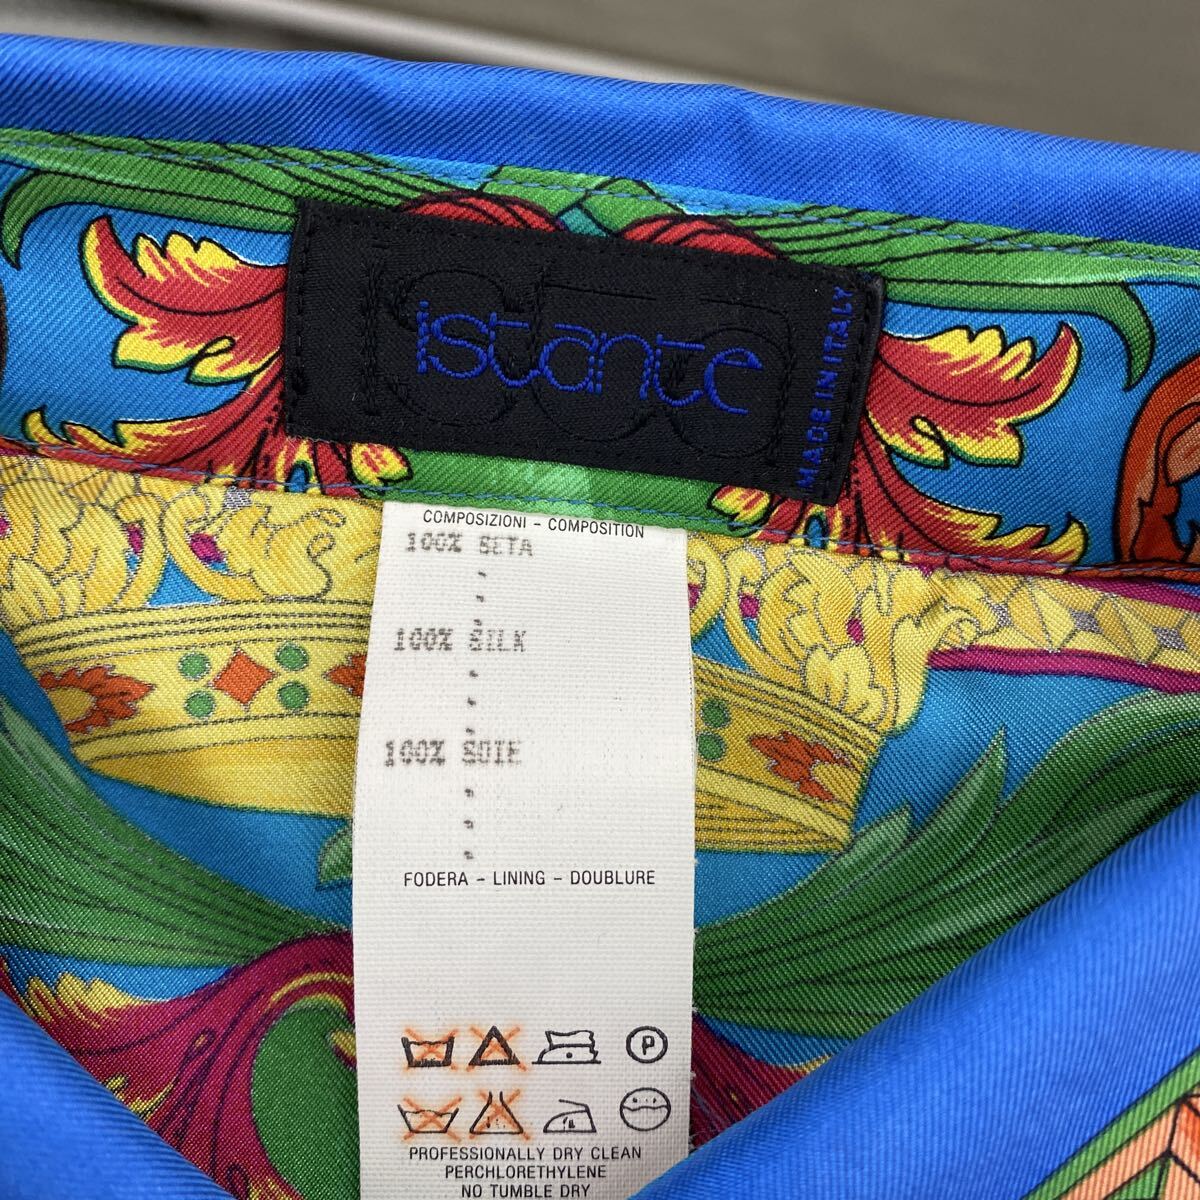 istante
MADE IN ITALY
COMPOSIZIONI - COMPOSITION
100% SETA
100% SILK
100% SOIE
FODERA - LINING - DOUBLURE
P
PROFESSIONALLY DRY CLEAN
PERCHLORETHYLENE
NO TUMBLE DRY